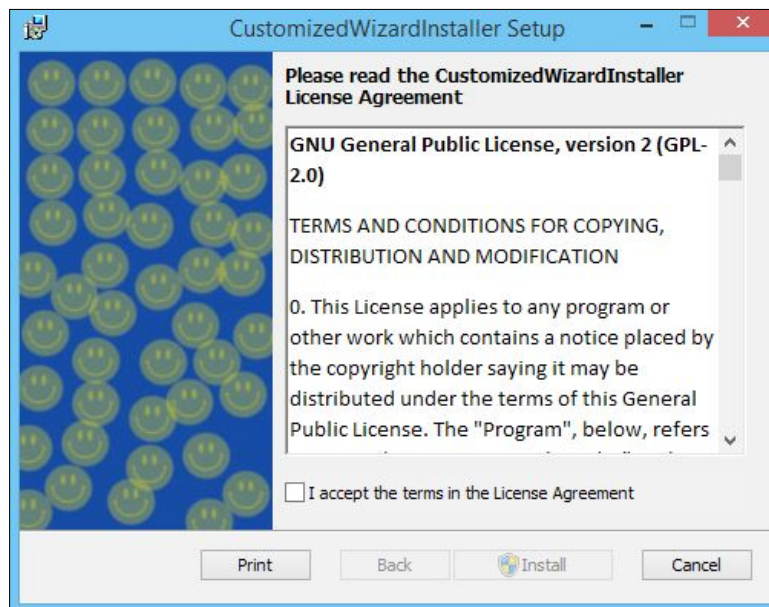 CustomizedWizardInstaller Setup
Please read the CustomizedWizardInstaller
License Agreement
GNU General Public License, version 2 (GPL-
2.0)
TERMS AND CONDITIONS FOR COPYING,
DISTRIBUTION AND MODIFICATION
0. This License applies to any program or
other work which contains a notice placed by
the copyright holder saying it may be
distributed under the terms of this General
Public License. The "Program", below, refers
I accept the terms in the License Agreement
Print
Back
Install
Cancel